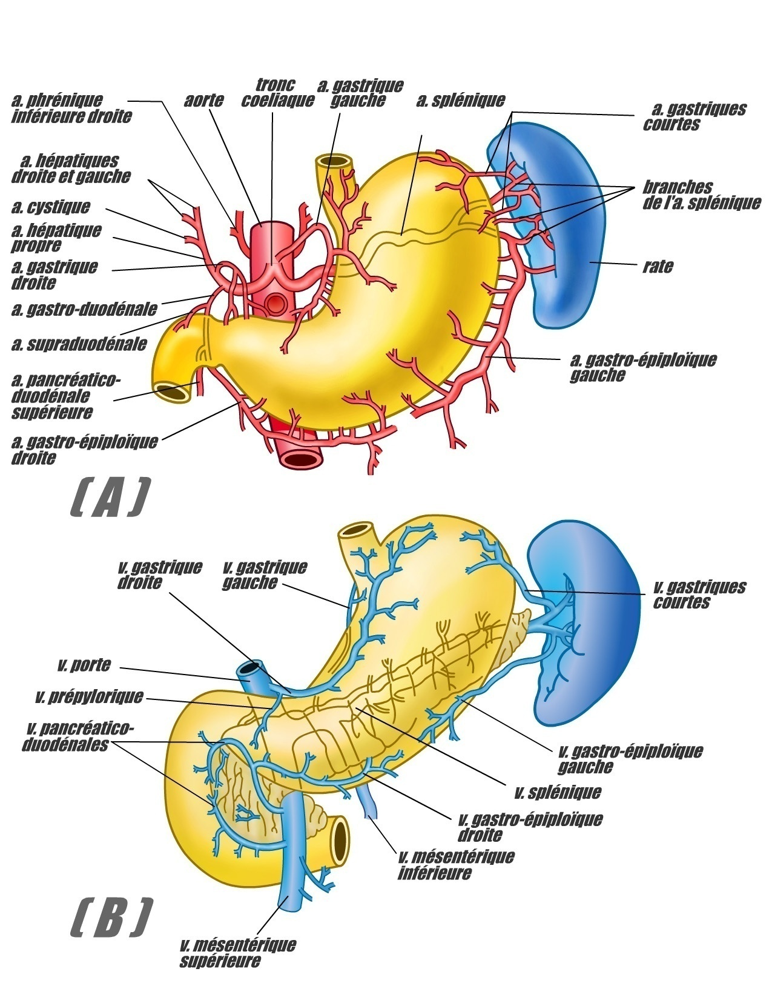 a. phrénique
inférieure droite
aorte
tronc
coeliaque
a. gastrique
gauche
a. splénique
a. gastriques
courtes
a. hépatiques
droite et gauche
branches
de l'a. splénique
a. cystique
a. hépatique
propre
a. gastrique
droite
rate
a. gastro-duodénale
a. supraduodénale
a. gastro-épiploïque
gauche
a. pancréatico-
duodénale
supérieure
a. gastro-épiploïque
droite
(A)
v. gastrique
droite
v. gastrique
gauche
v. gastriques
courtes
v. porte
v. prépylorique
v. pancréatico-
duodénales
v. gastro-épiploïque
gauche
v. splénique
v. gastro-épiploïque
droite
v. mésentérique
inférieure
(B)
v. mésentérique
supérieure